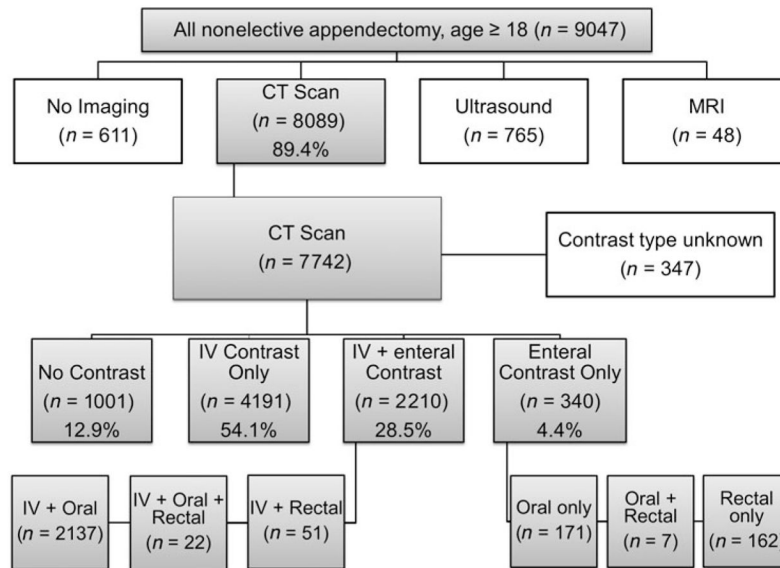 All nonelective appendectomy, age ≥ 18 (n = 9047)
No Imaging
(n = 611)
CT Scan
(n = 8089)
89.4%
Ultrasound
(n = 765)
MRI
(n = 48)
CT Scan
(n = 7742)
Contrast type unknown
(n = 347)
No Contrast
(n = 1001)
12.9%
IV Contrast
Only
(n = 4191)
54.1%
IV + enteral
Contrast
(n = 2210)
28.5%
Enteral
Contrast Only
(n = 340)
4.4%
IV + Oral
(n = 2137)
IV + Oral +
Rectal
(n = 22)
IV + Rectal
(n = 51)
Oral only
(n = 171)
Oral +
Rectal
(n = 7)
Rectal
only
(n = 162